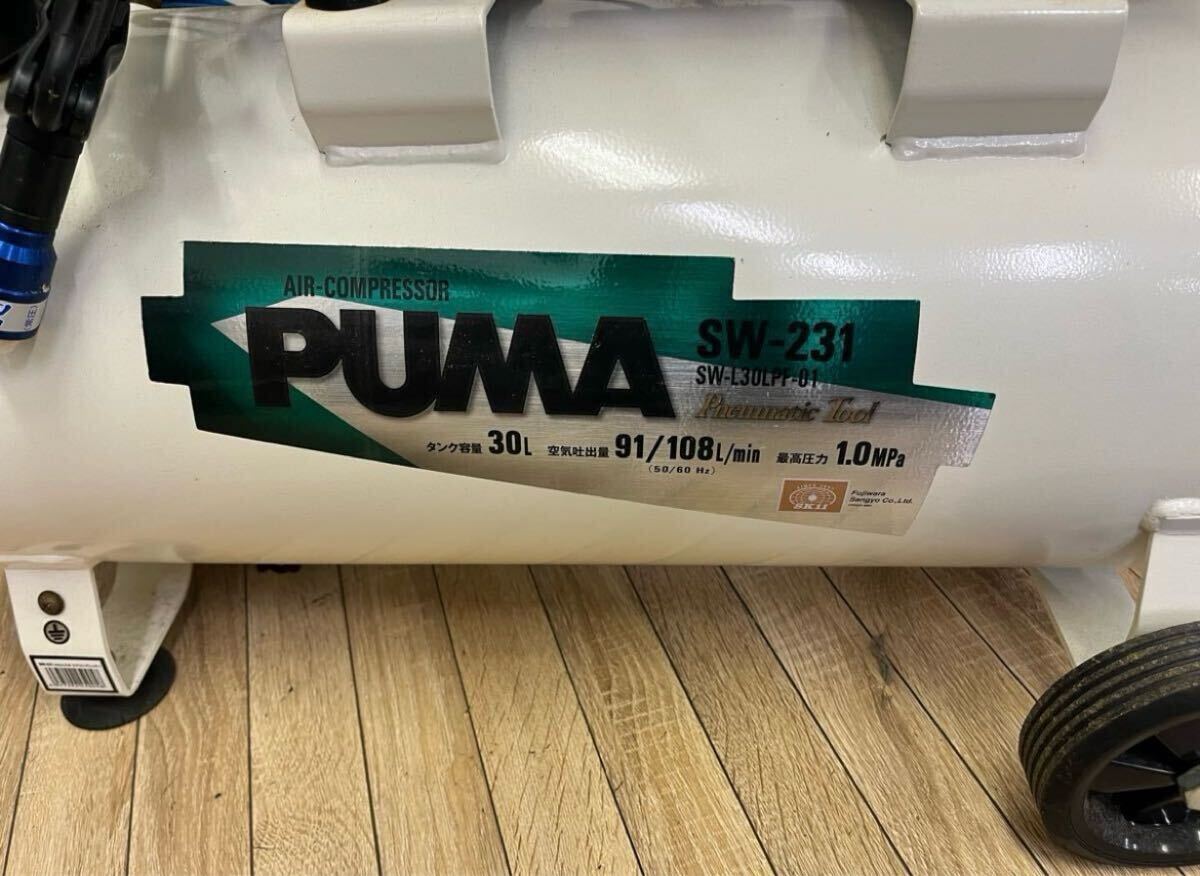 AIR-COMPRESSOR
PUMA
SW-231
SW-L30LPF-01
Pneumatic Tool
タンク容量 30L 空気吐出量 91/108L/min 最高圧力 1.0MPa
(50/60 Hz)
SK11
Fujiwara
Sangyo Co.,Ltd.